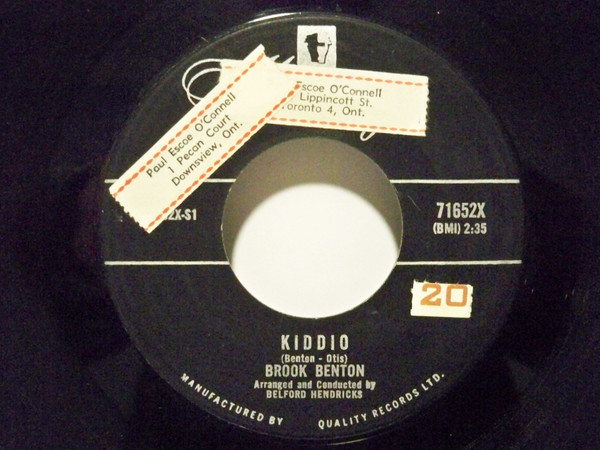 Escoe O'Connell
Lippincott St.
Toronto 4, Ont.
Paul Escoe O'Connell
1 Pecan Court
Downsview, Ont.
2X-S1
71652X
(BMI) 2:35
20
KIDDIO
(Benton - Otis)
BROOK BENTON
Arranged and Conducted by
BELFORD HENDRICKS
MANUFACTURED BY QUALITY RECORDS LTD.